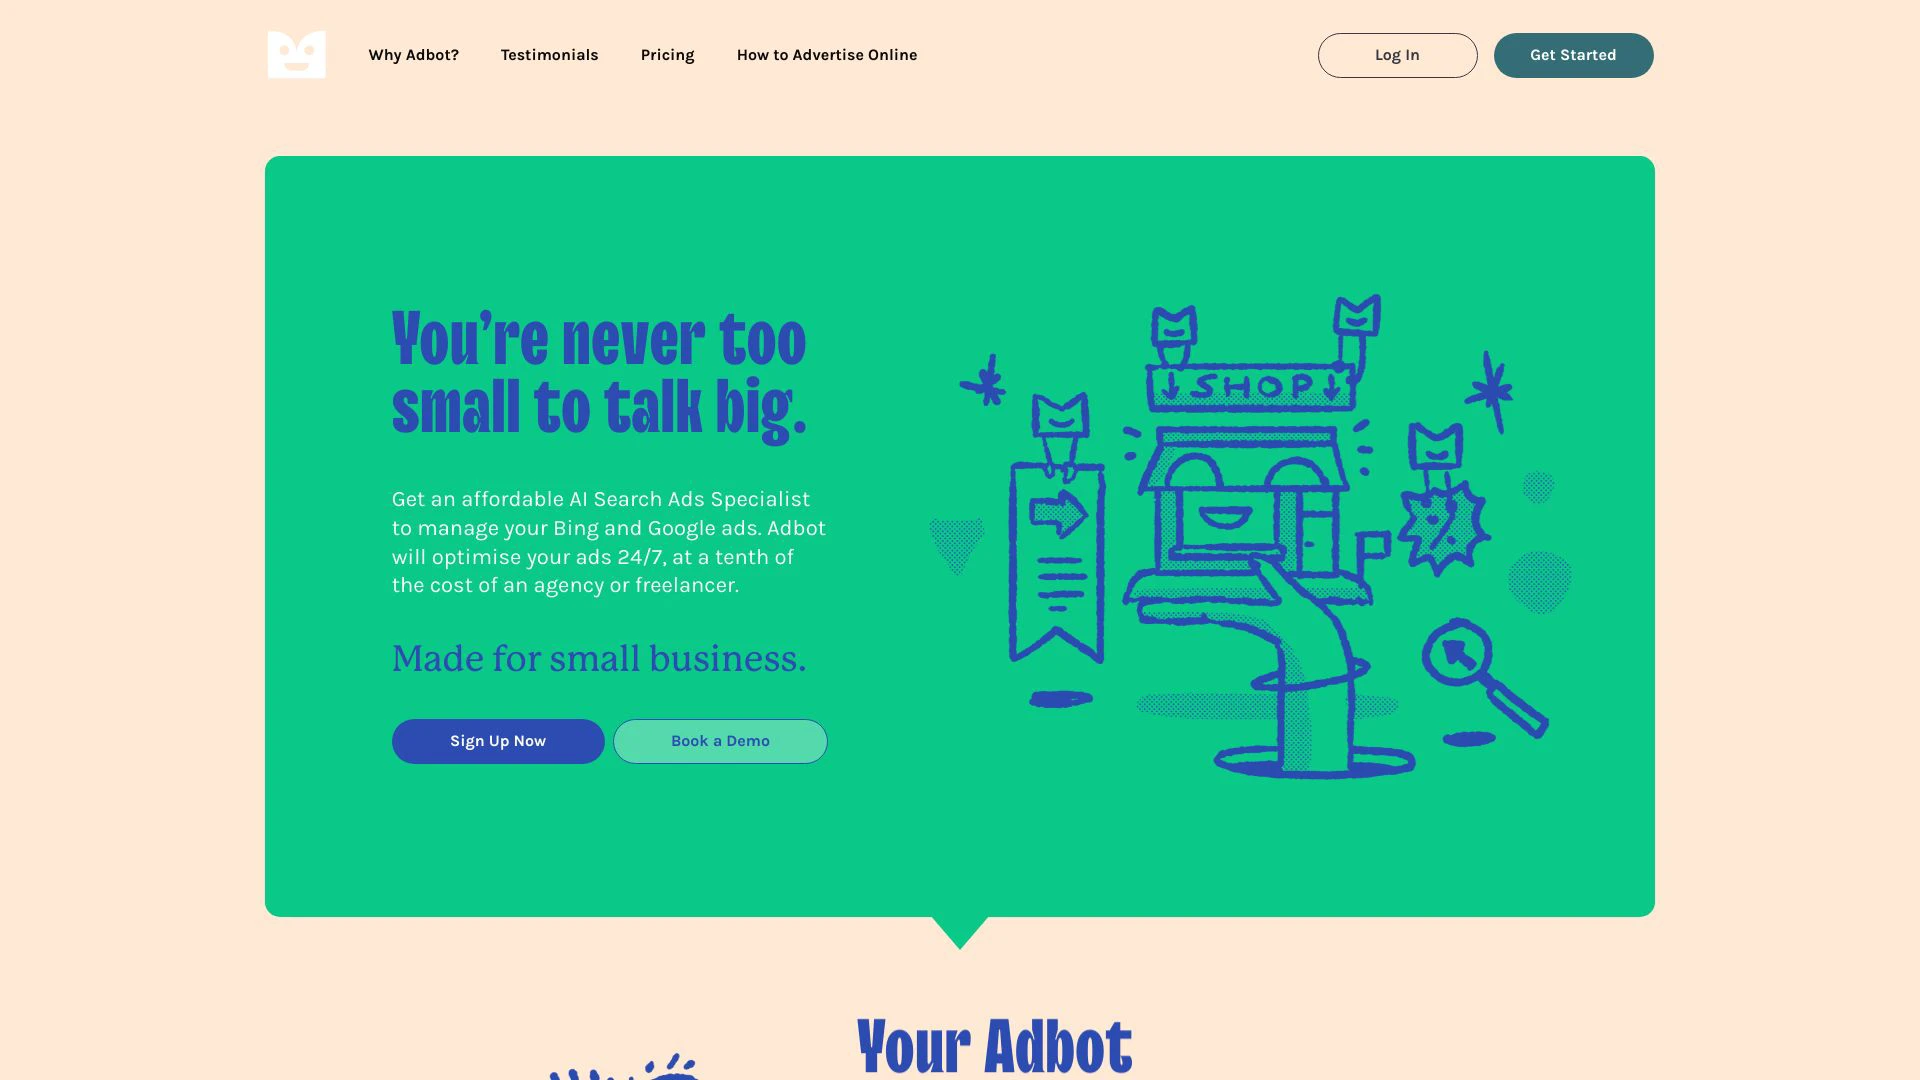 Why Adbot?
Testimonials
Pricing
How to Advertise Online
Log In
Get Started
You’re never too
small to talk big.
Get an affordable AI Search Ads Specialist
to manage your Bing and Google ads. Adbot
will optimise your ads 24/7, at a tenth of
the cost of an agency or freelancer.
Made for small business.
Sign Up Now
Book a Demo
↓SHOP↓
%
Your Adbot